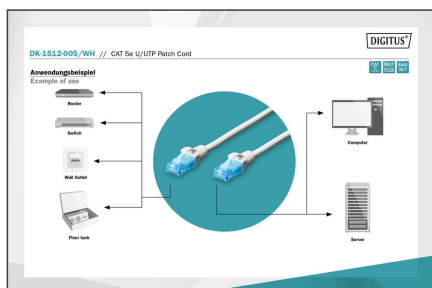 DIGITUS®
DK-1512-005/WH // CAT 5e U/UTP Patch Cord
Anwendungsbeispiel
Example of use
Router
Switch
Wall Outlet
Floor tank
Computer
Server